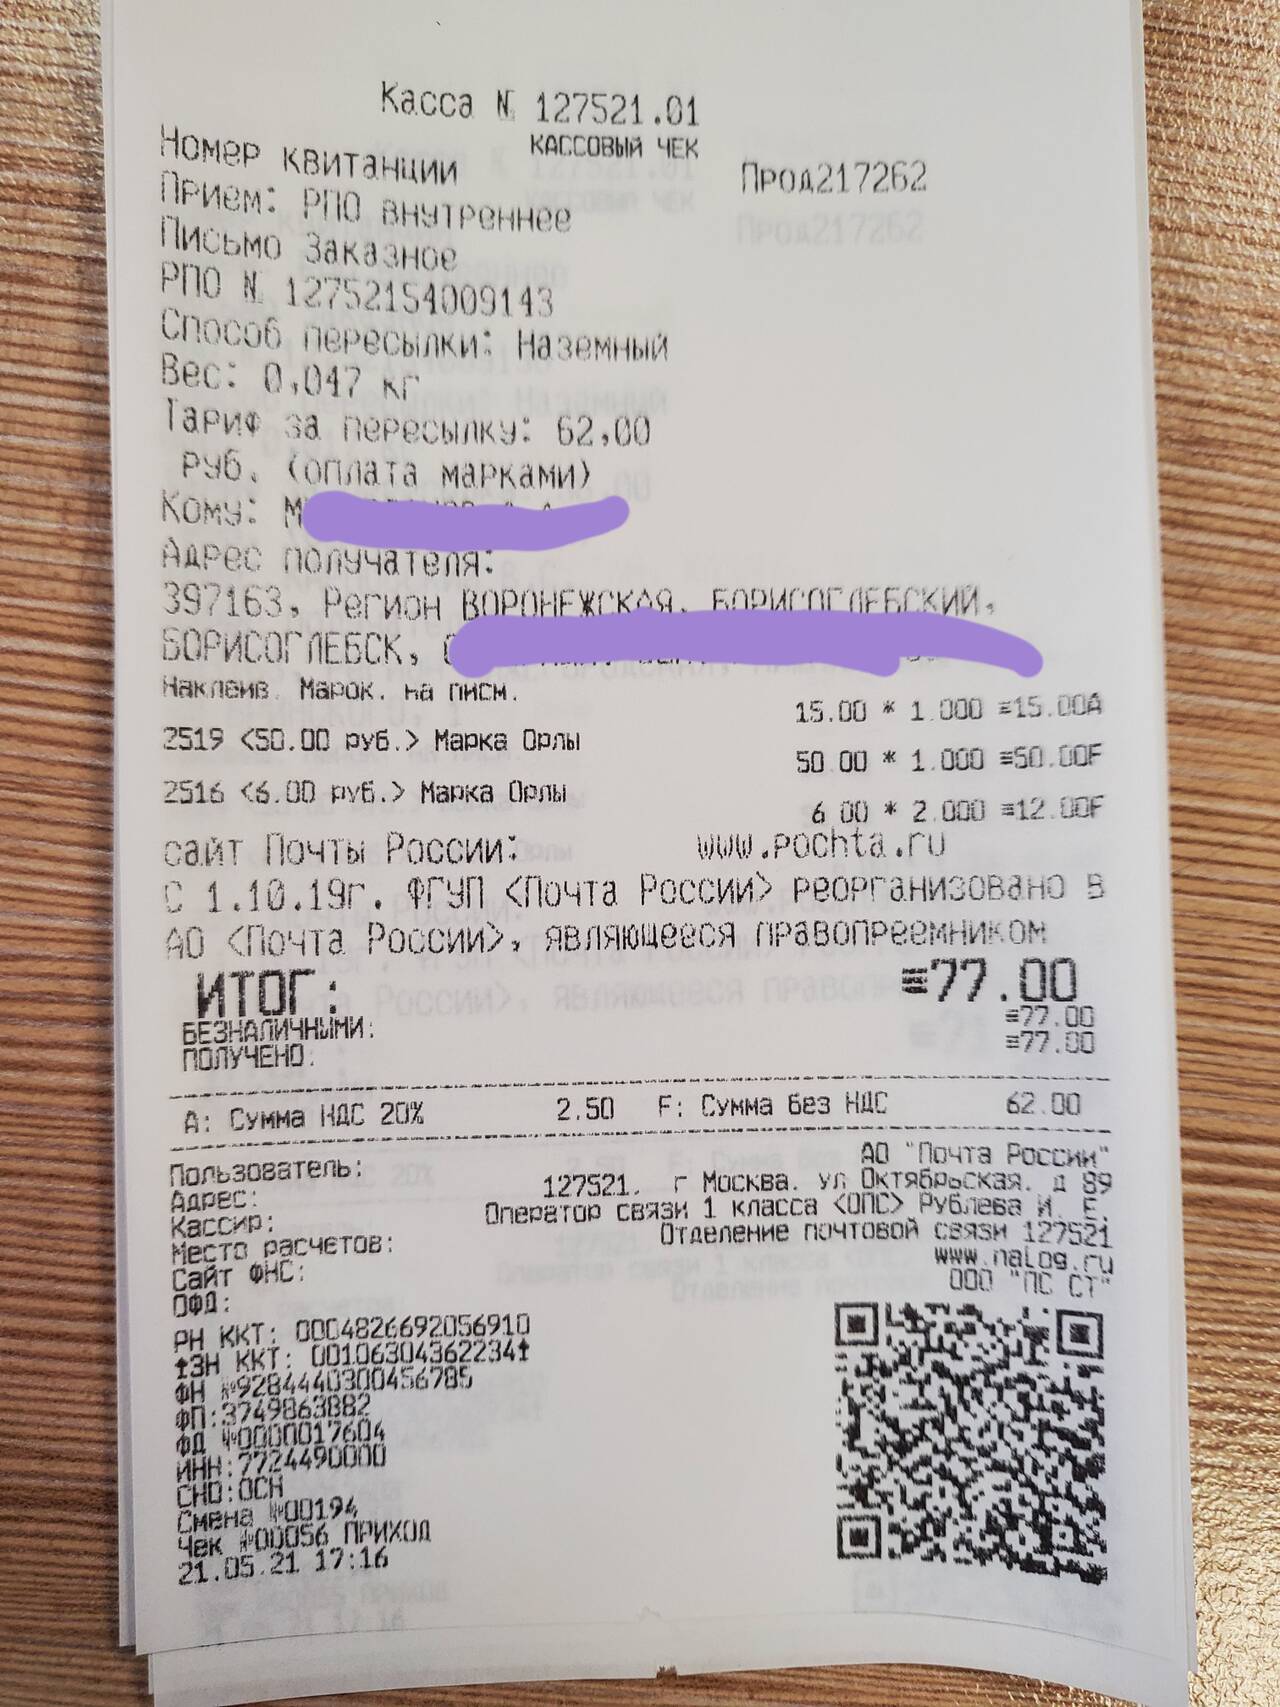 Касса № 127521.01
КАССОВЫЙ ЧЕК
Номер квитанции Прод217262
Прием: РПО внутреннее
Письмо Заказное
РПО № 12752154009143
Способ пересылки: Наземный
Вес: 0,047 кг
Тариф за пересылку: 62,00
руб. (оплата марками)
Кому: М
Адрес получателя:
397163, Регион ВОРОНЕЖСКАЯ, БОРИСОГЛЕБСКИЙ,
БОРИСОГЛЕБСК,
Наклеив. Марок. на писм.
15.00 * 1.000 ≡15.00А
2519 <50.00 руб.> Марка Орлы
50.00 * 1.000 ≡50.00F
2516 <6.00 руб.> Марка Орлы
6.00 * 2.000 ≡12.00F
сайт Почты России: www.pochta.ru
С 1.10.19г. ФГУП <Почта России> реорганизовано в
АО <Почта России>, являющееся правопреемником
ИТОГ: ≡77.00
БЕЗНАЛИЧНЫМИ: ≡77.00
ПОЛУЧЕНО: ≡77.00
А: Сумма НДС 20% 2.50 F: Сумма без НДС 62.00
Пользователь: АО "Почта России"
Адрес: 127521, г Москва, ул Октябрьская, д 89
Кассир: Оператор связи 1 класса <ОПС> Рублева И. Е.
Место расчетов: Отделение почтовой связи 127521
Сайт ФНС: www.nalog.ru
ОФД: ООО "ПС СТ"
РН ККТ: 0004826692056910
↑ЗН ККТ: 00106304362234↑
ФН №9284440300456785
ФП:3749863882
ФД №0000017604
ИНН:7724490000
СНО:ОСН
Смена №00194
Чек №00056 ПРИХОД
21.05.21 17:16